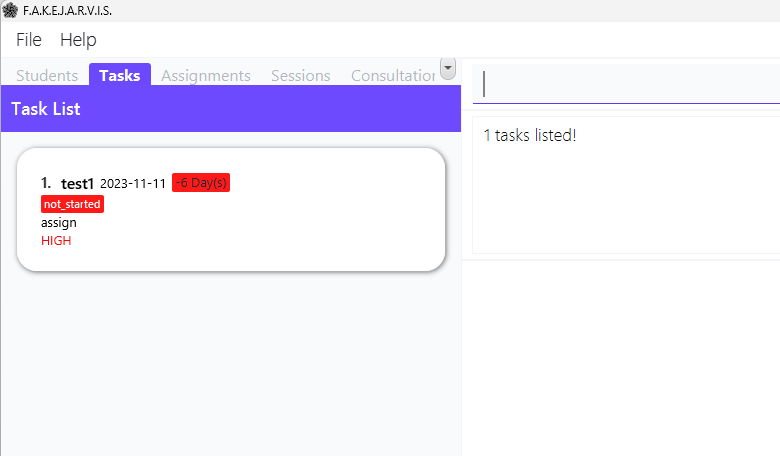 F.A.K.E.J.A.R.V.I.S.
File Help
Students Tasks Assignments Sessions Consultation
Task List
1. test1 2023-11-11 -6 Day(s)
not_started
assign
HIGH
1 tasks listed!